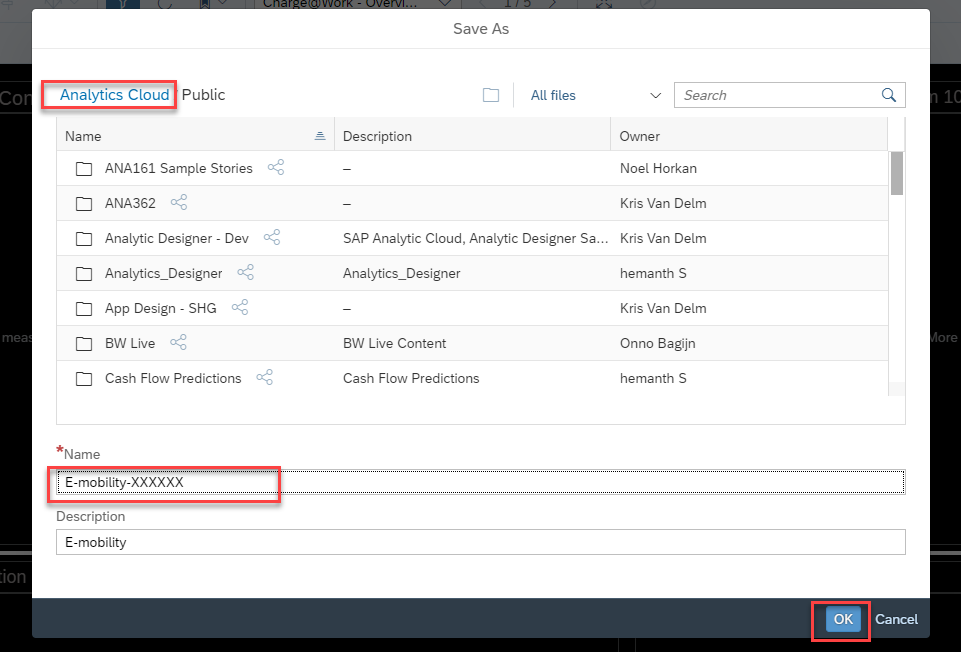 Charge@Work - Overvi...
1 / 5
Save As
Con
Analytics Cloud Public
All files
Search
n 10
Name Description Owner
ANA161 Sample Stories – Noel Horkan
ANA362 – Kris Van Delm
Analytic Designer - Dev SAP Analytic Cloud, Analytic Designer Sa... Kris Van Delm
Analytics_Designer Analytics_Designer hemanth S
App Design - SHG – Kris Van Delm
meas
BW Live BW Live Content Onno Bagijn
More
Cash Flow Predictions Cash Flow Predictions hemanth S
*Name
E-mobility-XXXXXX
Description
E-mobility
tion
OK Cancel